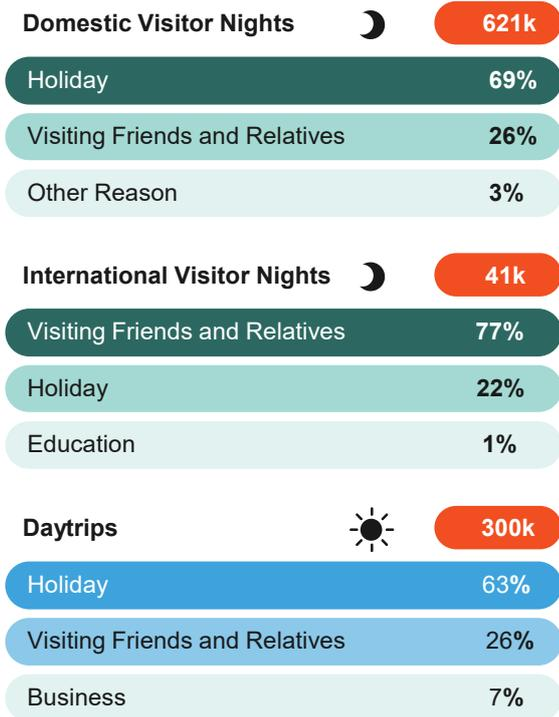 Domestic Visitor Nights 621k
Holiday 69%
Visiting Friends and Relatives 26%
Other Reason 3%
International Visitor Nights 41k
Visiting Friends and Relatives 77%
Holiday 22%
Education 1%
Daytrips 300k
Holiday 63%
Visiting Friends and Relatives 26%
Business 7%